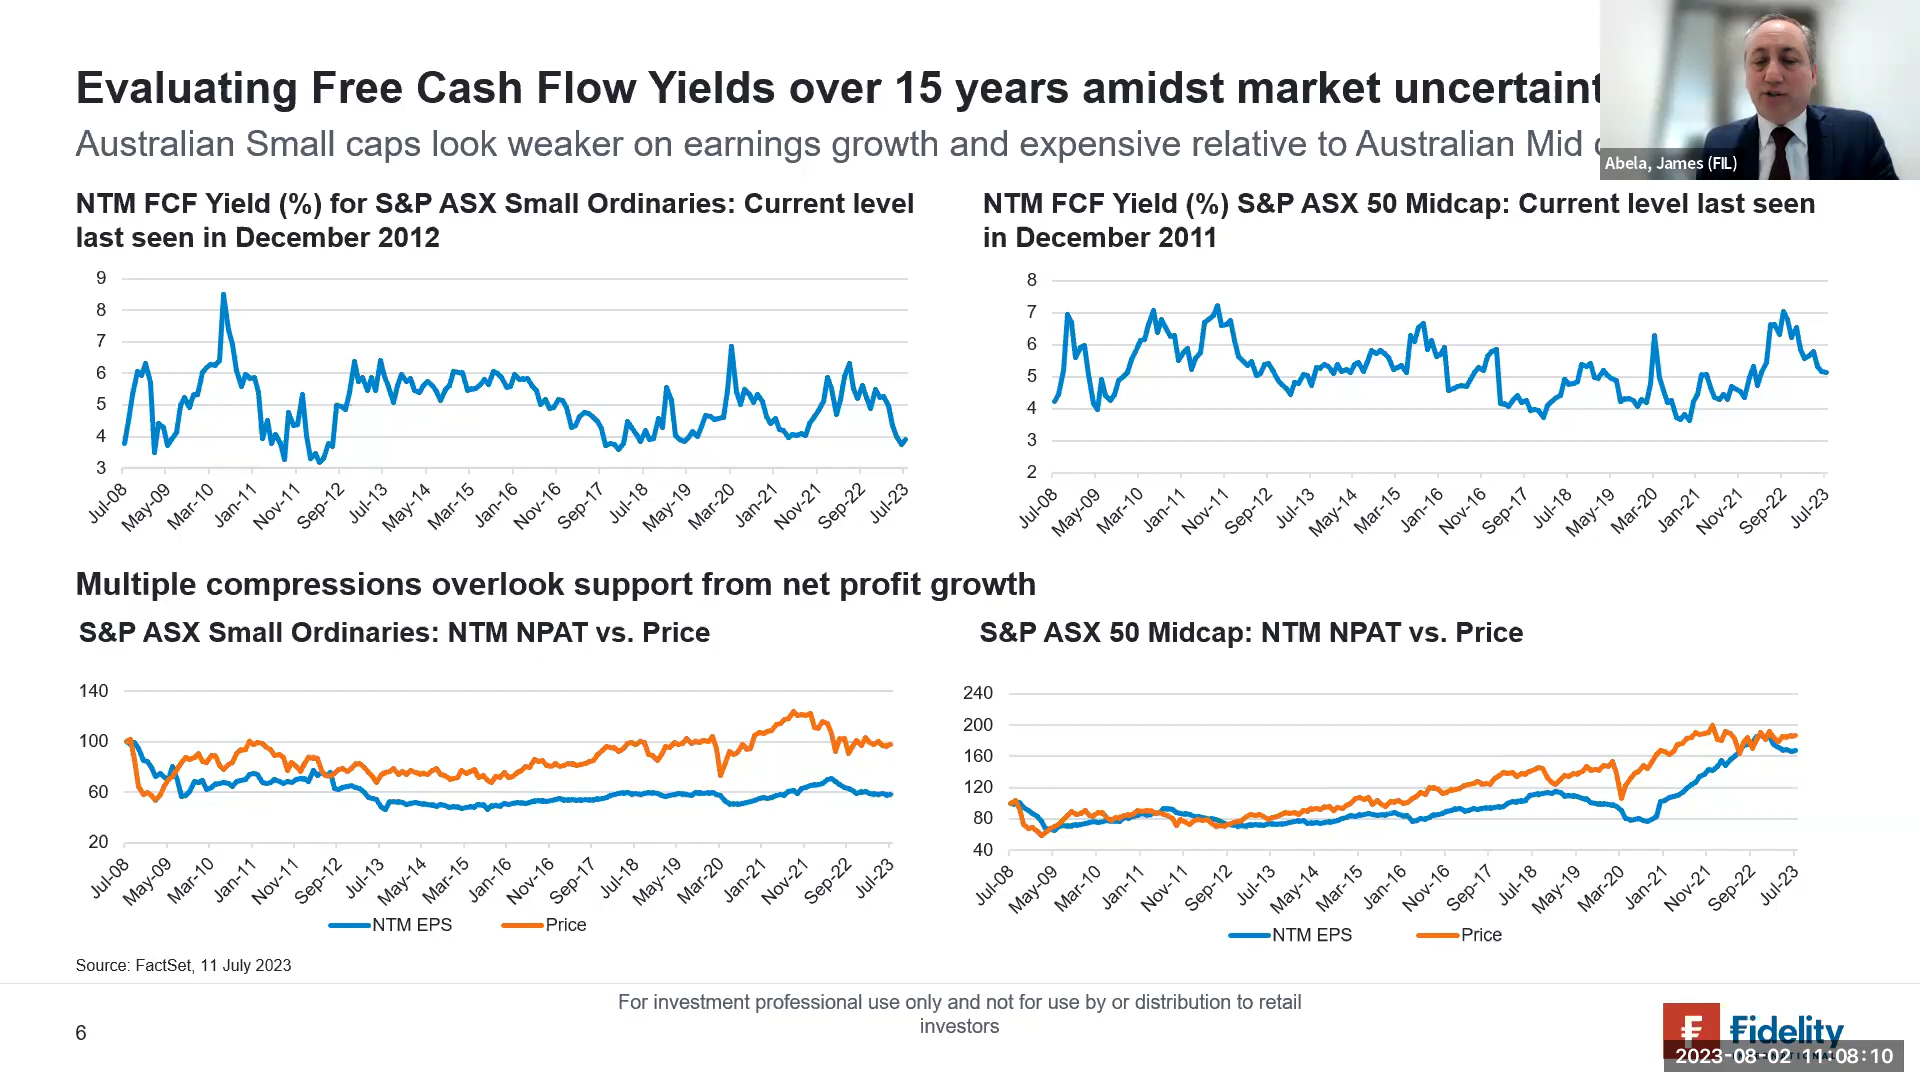 Evaluating Free Cash Flow Yields over 15 years amidst market uncertaint
Australian Small caps look weaker on earnings growth and expensive relative to Australian Mid
Abela, James (FIL)
NTM FCF Yield (%) for S&P ASX Small Ordinaries: Current level
last seen in December 2012
9
8
7
6
5
4
3
Jul-08 May-09 Mar-10 Jan-11 Nov-11 Sep-12 Jul-13 May-14 Mar-15 Jan-16 Nov-16 Sep-17 Jul-18 May-19 Mar-20 Jan-21 Nov-21 Sep-22 Jul-23
NTM FCF Yield (%) S&P ASX 50 Midcap: Current level last seen
in December 2011
8
7
6
5
4
3
2
Jul-08 May-09 Mar-10 Jan-11 Nov-11 Sep-12 Jul-13 May-14 Mar-15 Jan-16 Nov-16 Sep-17 Jul-18 May-19 Mar-20 Jan-21 Nov-21 Sep-22 Jul-23
Multiple compressions overlook support from net profit growth
S&P ASX Small Ordinaries: NTM NPAT vs. Price
140
100
60
20
Jul-08 May-09 Mar-10 Jan-11 Nov-11 Sep-12 Jul-13 May-14 Mar-15 Jan-16 Nov-16 Sep-17 Jul-18 May-19 Mar-20 Jan-21 Nov-21 Sep-22 Jul-23
NTM EPS Price
S&P ASX 50 Midcap: NTM NPAT vs. Price
240
200
160
120
80
40
Jul-08 May-09 Mar-10 Jan-11 Nov-11 Sep-12 Jul-13 May-14 Mar-15 Jan-16 Nov-16 Sep-17 Jul-18 May-19 Mar-20 Jan-21 Nov-21 Sep-22 Jul-23
NTM EPS Price
Source: FactSet, 11 July 2023
For investment professional use only and not for use by or distribution to retail
investors
6
Fidelity
2023-08-02 11:08:10